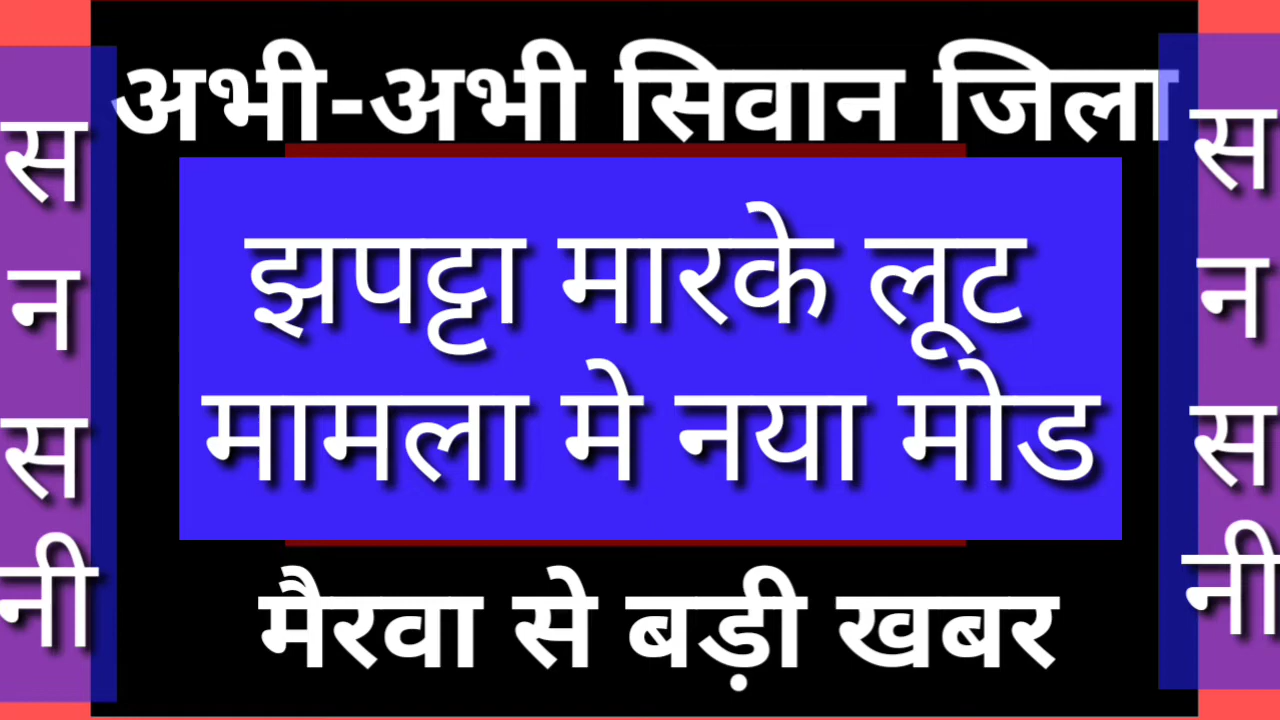 अभी-अभी सिवान जिला
झपट्टा मारके लूट
मामला मे नया मोड
मैरवा से बड़ी खबर
स
न
स
नी
स
न
स
नी